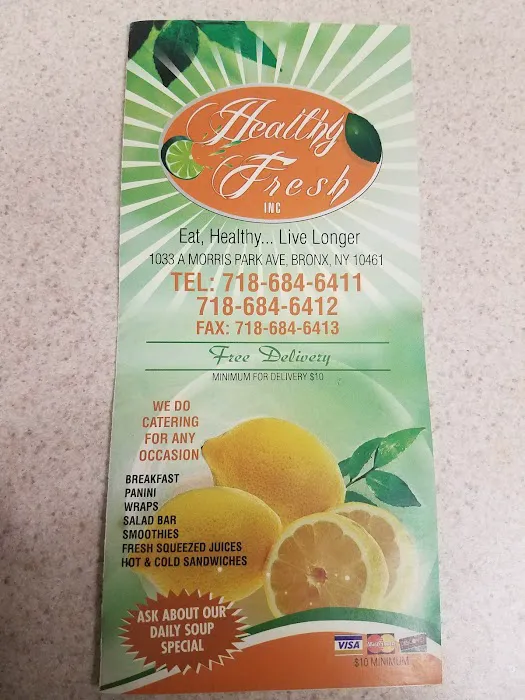 Healthy
Fresh
INC
Eat, Healthy... Live Longer
1033 A MORRIS PARK AVE, BRONX, NY 10461
TEL: 718-684-6411
718-684-6412
FAX: 718-684-6413
Free Delivery
MINIMUM FOR DELIVERY $10
WE DO
CATERING
FOR ANY
OCCASION
BREAKFAST
PANINI
WRAPS
SALAD BAR
SMOOTHIES
FRESH SQUEEZED JUICES
HOT & COLD SANDWICHES
ASK ABOUT OUR
DAILY SOUP
SPECIAL
VISA MasterCard
$10 MINIMUM